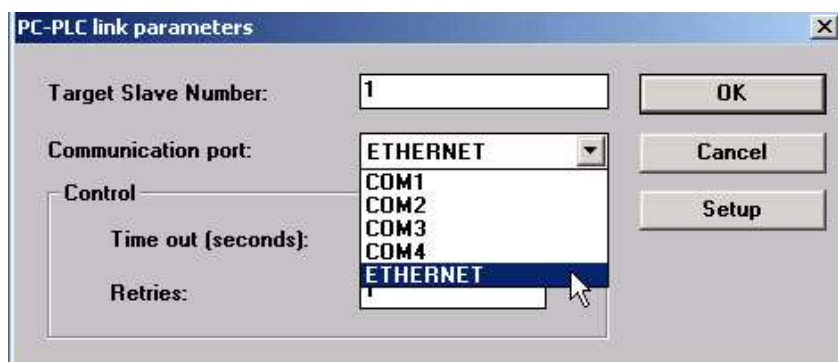 PC-PLC link parameters
Target Slave Number: 1 OK
Communication port: ETHERNET Cancel
COM1
Control
COM2 Setup
COM3
Time out (seconds):
COM4
ETHERNET
Retries: